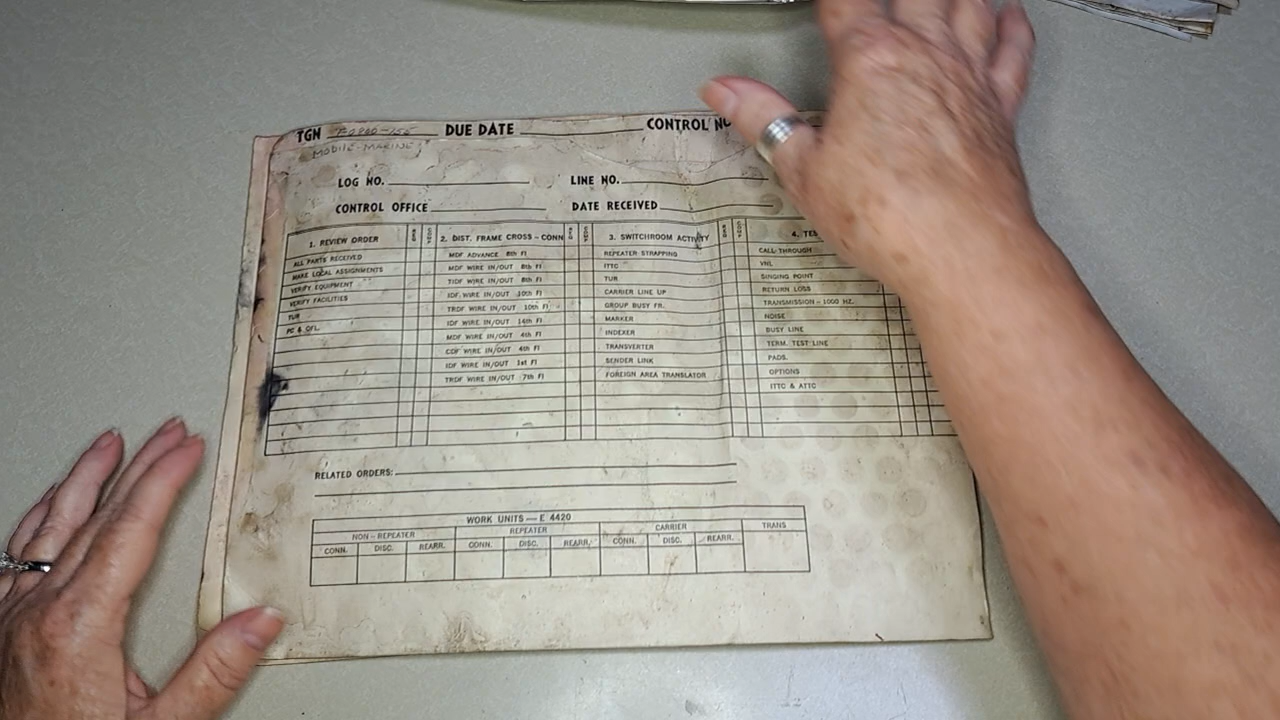 TGN DUE DATE CONTROL NO
MOBILE-MARINE
LOG NO. LINE NO.
CONTROL OFFICE DATE RECEIVED
1. REVIEW ORDER
ALL PARTS RECEIVED
MAKE LOCAL ASSIGNMENTS
VERIFY EQUIPMENT
VERIFY FACILITIES
TUR
PC & OFL.
2. DIST. FRAME CROSS-CONN
MDF ADVANCE 8th Fl
MDF WIRE IN/OUT 8th Fl
TIDF WIRE IN/OUT 8th Fl
IDF WIRE IN/OUT 10th Fl
TRDF WIRE IN/OUT 10th Fl
IDF WIRE IN/OUT 14th Fl
MDF WIRE IN/OUT 4th Fl
CDF WIRE IN/OUT 4th Fl
IDF WIRE IN/OUT 1st Fl
TRDF WIRE IN/OUT 7th Fl
3. SWITCHROOM ACTIVITY
REPEATER STRAPPING
ITTC
TUR
CARRIER LINE UP
GROUP BUSY FR.
MARKER
INDEXER
TRANSVERTER
SENDER LINK
FOREIGN AREA TRANSLATOR
4. TES
CALL-THROUGH
VNL
SINGING POINT
RETURN LOSS
TRANSMISSION-1000 HZ.
NOISE
BUSY LINE
TERM. TEST LINE
PADS.
OPTIONS
ITTC & ATTC
RELATED ORDERS:
WORK UNITS — E 4420
NON-REPEATER REPEATER CARRIER TRANS
CONN. DISC. REARR. CONN. DISC. REARR. CONN. DISC. REARR.